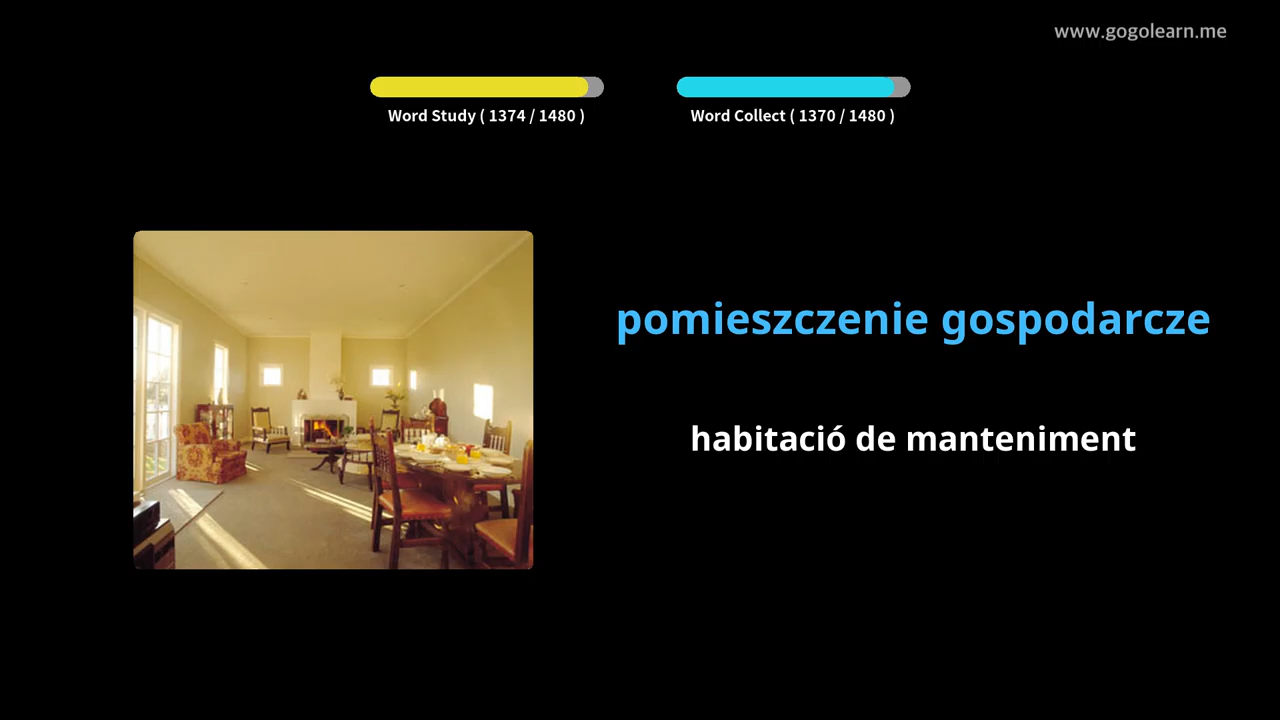 www.gogolearn.me
Word Study ( 1374 / 1480 )
Word Collect ( 1370 / 1480 )
pomieszczenie gospodarcze
habitació de manteniment